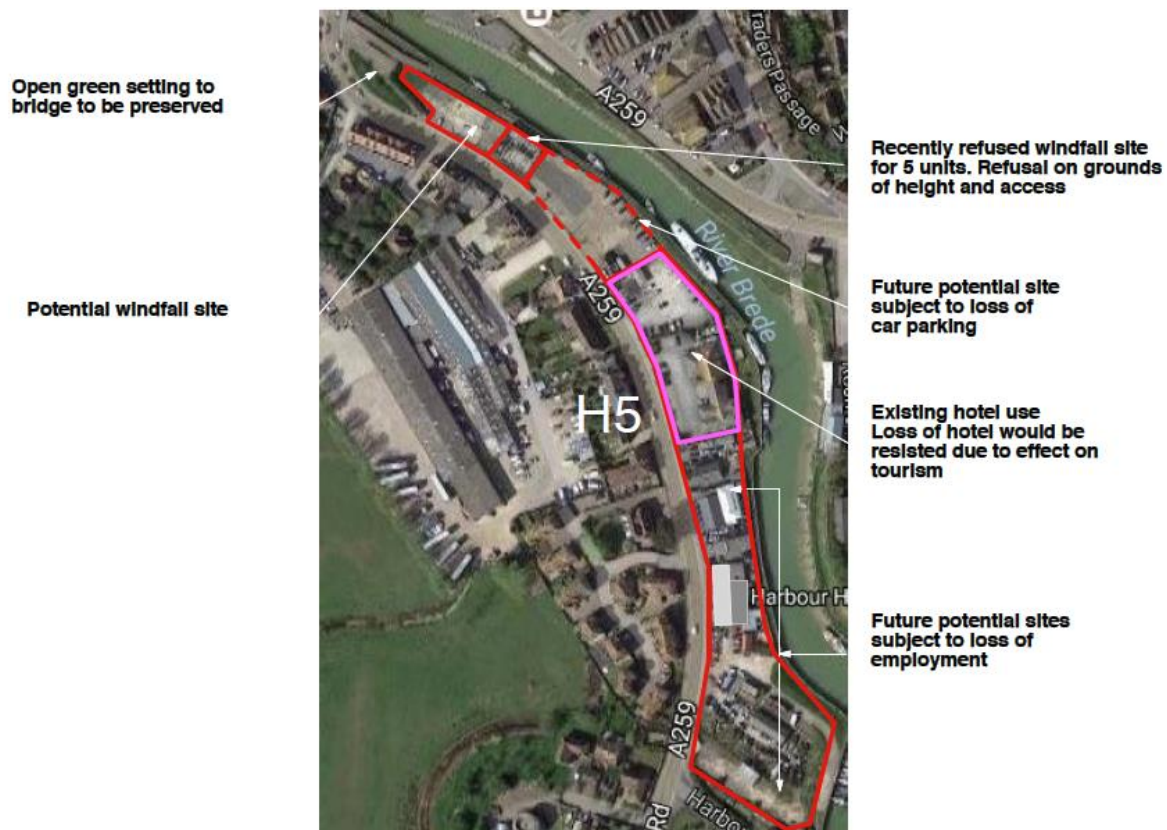 Open green setting to
bridge to be preserved
Potential windfall site
A259
raders Passage
River Brede
A259
H5
Harbour H
A259
Rd
Harbou
Recently refused windfall site
for 5 units. Refusal on grounds
of height and access
Future potential site
subject to loss of
car parking
Existing hotel use
Loss of hotel would be
resisted due to effect on
tourism
Future potential sites
subject to loss of
employment